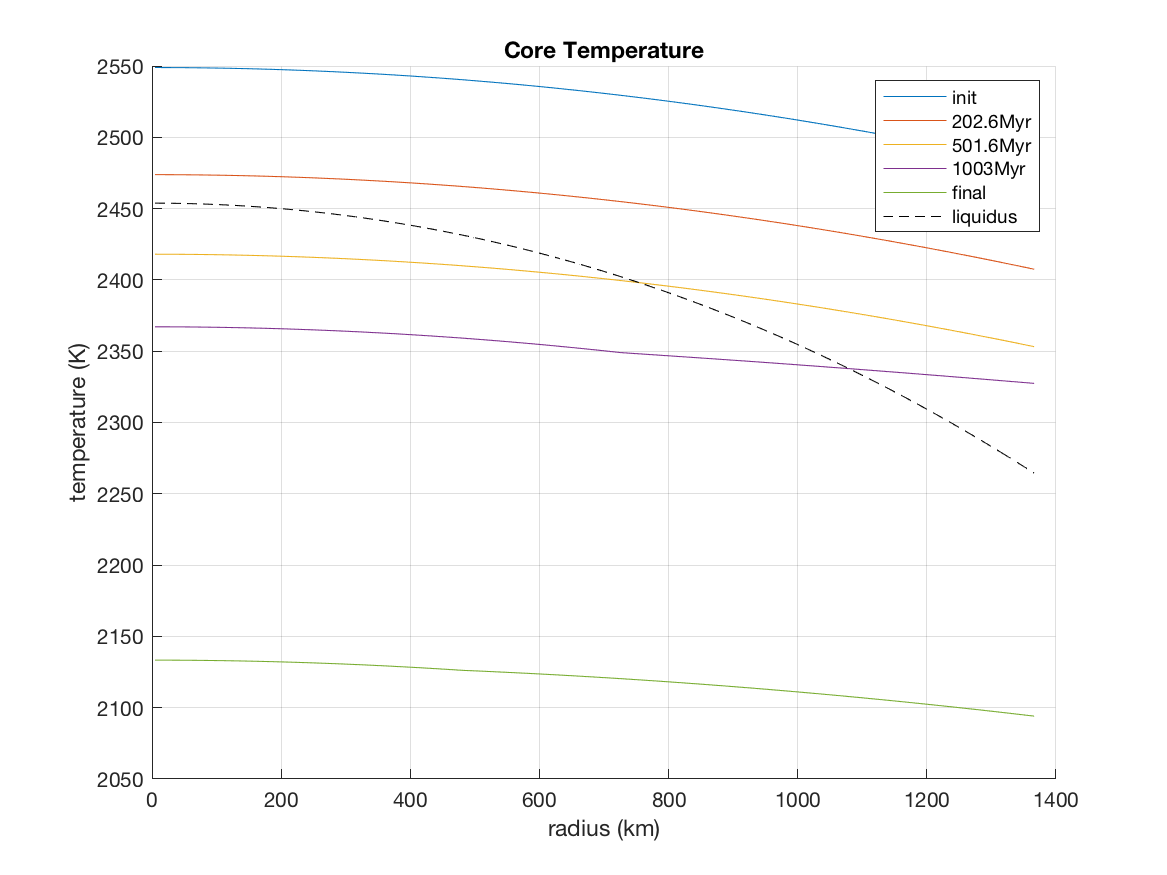 Core Temperature
2550
2500
2450
2400
2350
2300
2250
2200
2150
2100
2050
temperature (K)
init
202.6Myr
501.6Myr
1003Myr
final
liquidus
0 200 400 600 800 1000 1200 1400
radius (km)